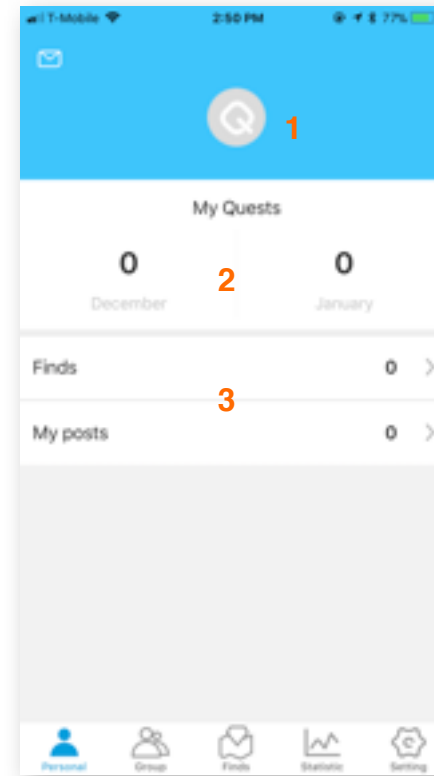 T-Mobile 2:50 PM 77%
1
My Quests
0 2 0
December January
Finds 0
3
My posts 0
Personal Group Finds Statistic Setting